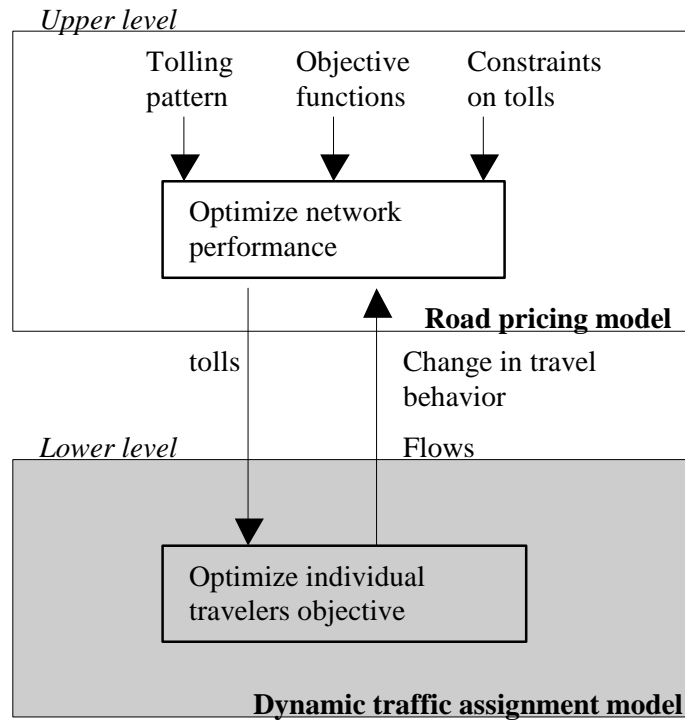 Upper level
Tolling
pattern
Objective
functions
Constraints
on tolls
Optimize network
performance
Road pricing model
tolls
Change in travel
behavior
Lower level
Flows
Optimize individual
travelers objective
Dynamic traffic assignment model